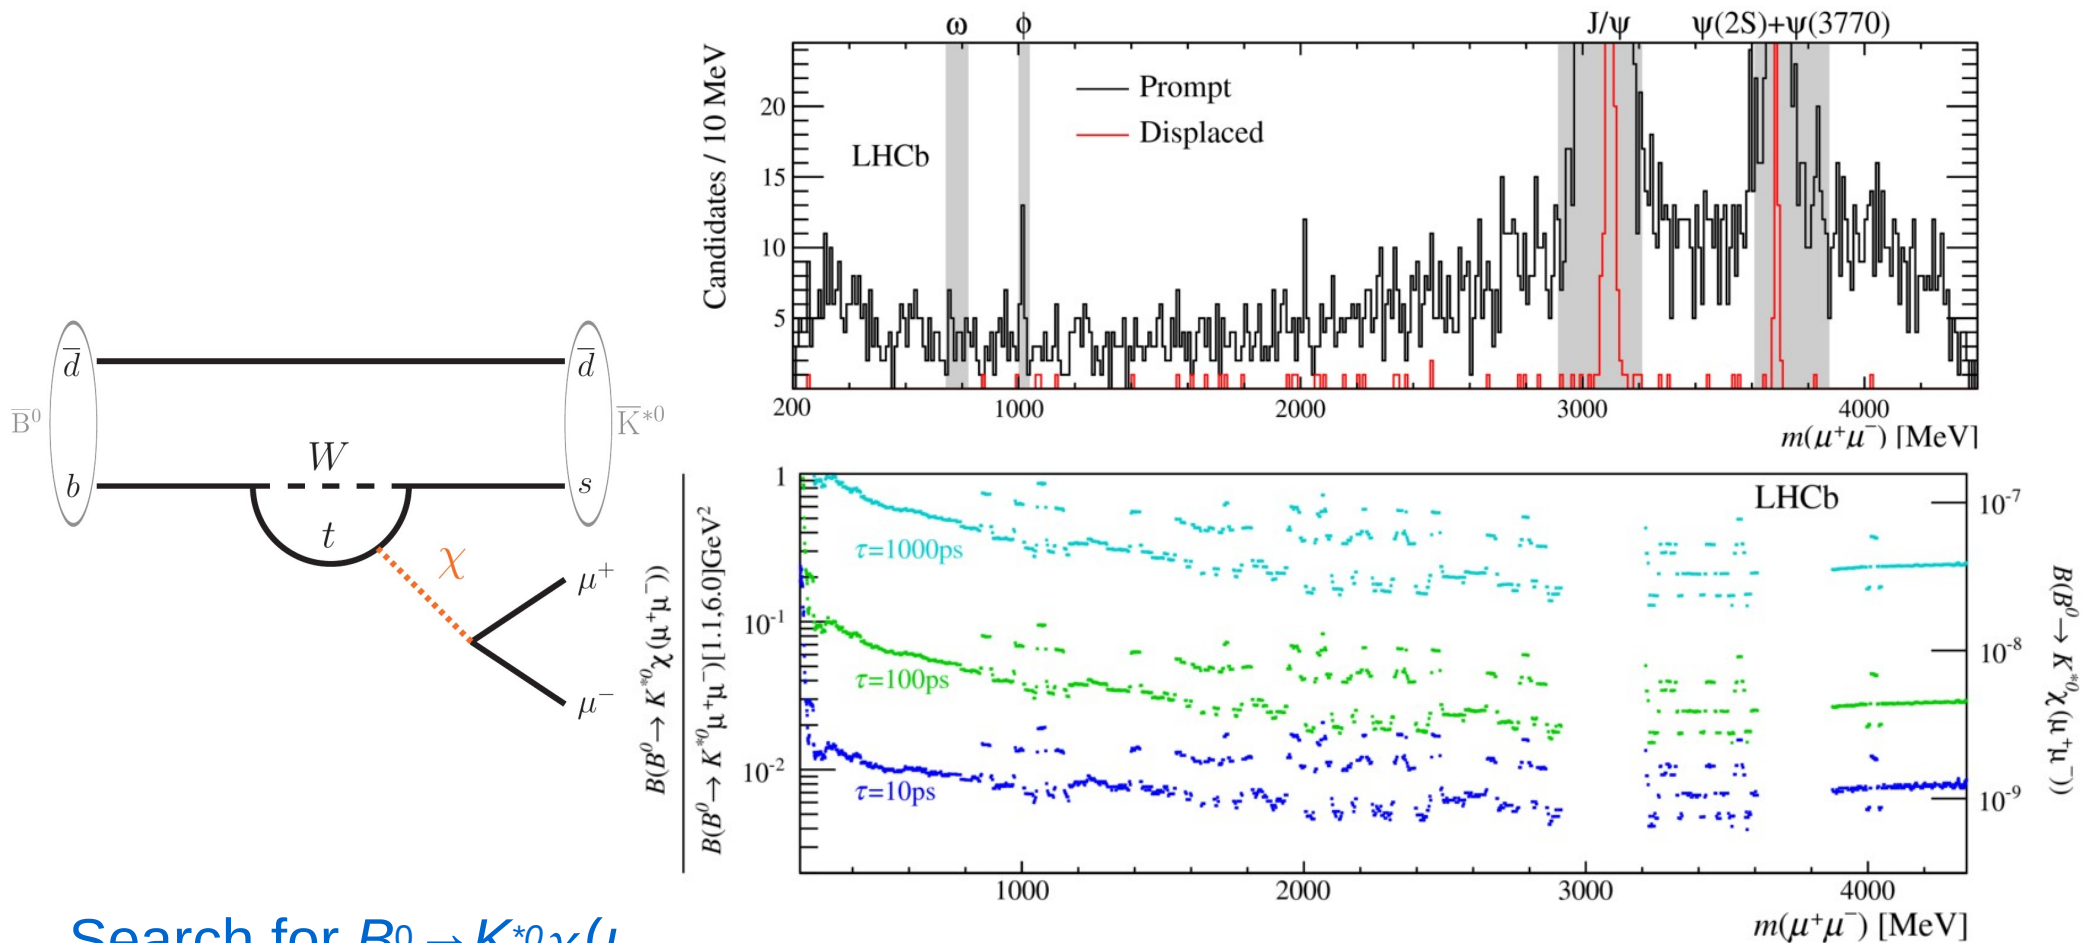 d̅
B̅⁰
b
W
t
χ
μ⁺
μ⁻
d̅
K̅*⁰
s
ω
ϕ
J/ψ
ψ(2S)+ψ(3770)
Candidates / 10 MeV
20
15
10
5
LHCb
Prompt
Displaced
200
1000
2000
3000
4000
m(μ⁺μ⁻) [MeV]
B(B⁰→ K*⁰χ(μ⁺μ⁻))
B(B⁰→ K*⁰μ⁺μ⁻)[1.1,6.0]GeV²
1
10⁻¹
10⁻²
LHCb
τ=1000ps
τ=100ps
τ=10ps
10⁻⁷
10⁻⁸
10⁻⁹
B(B⁰→ K*⁰χ(μ⁺μ⁻))
1000
2000
3000
4000
m(μ⁺μ⁻) [MeV]
Search for B⁰ → K*⁰χ(μ